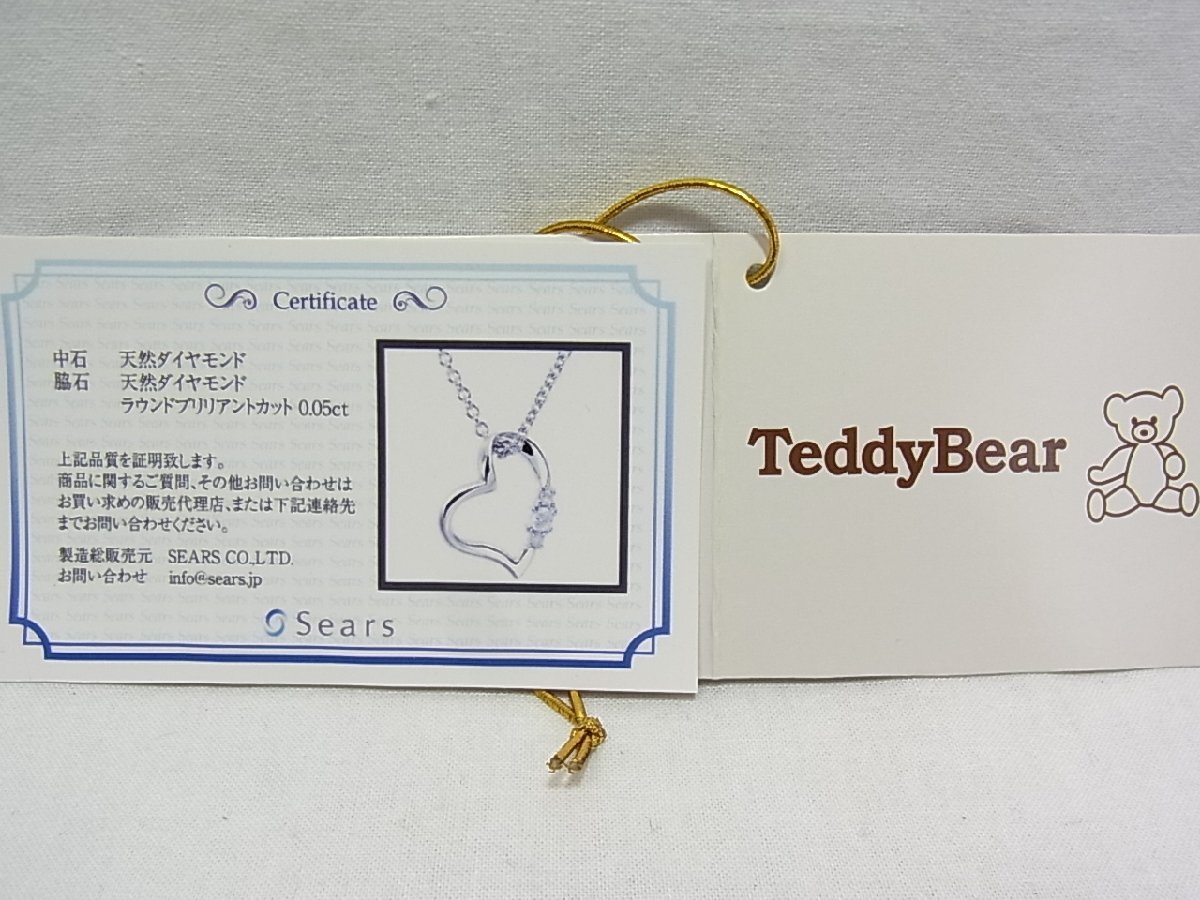 Certificate
中石 天然ダイヤモンド
脇石 天然ダイヤモンド
ラウンドブリリアントカット 0.05ct
上記品質を証明致します。
商品に関するご質問、その他お問い合わせは
お買い求めの販売代理店、または下記連絡先
までお問い合わせください。
製造総販売元 SEARS CO.,LTD.
お問い合わせ info@sears.jp
Sears
TeddyBear